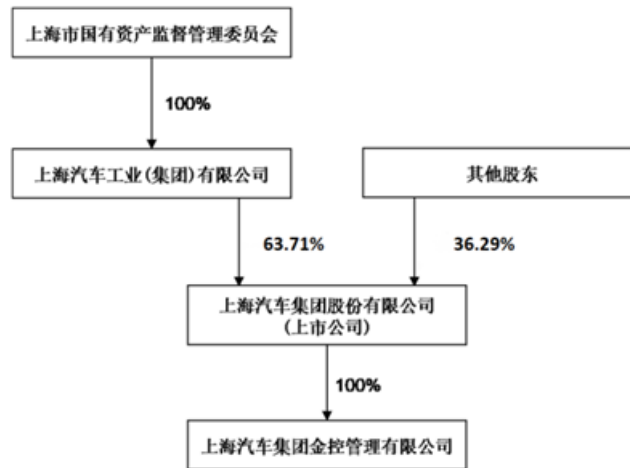 上海市国有资产监督管理委员会
100%
上海汽车工业(集团)有限公司
其他股东
63.71%
36.29%
上海汽车集团股份有限公司
(上市公司)
100%
上海汽车集团金控管理有限公司